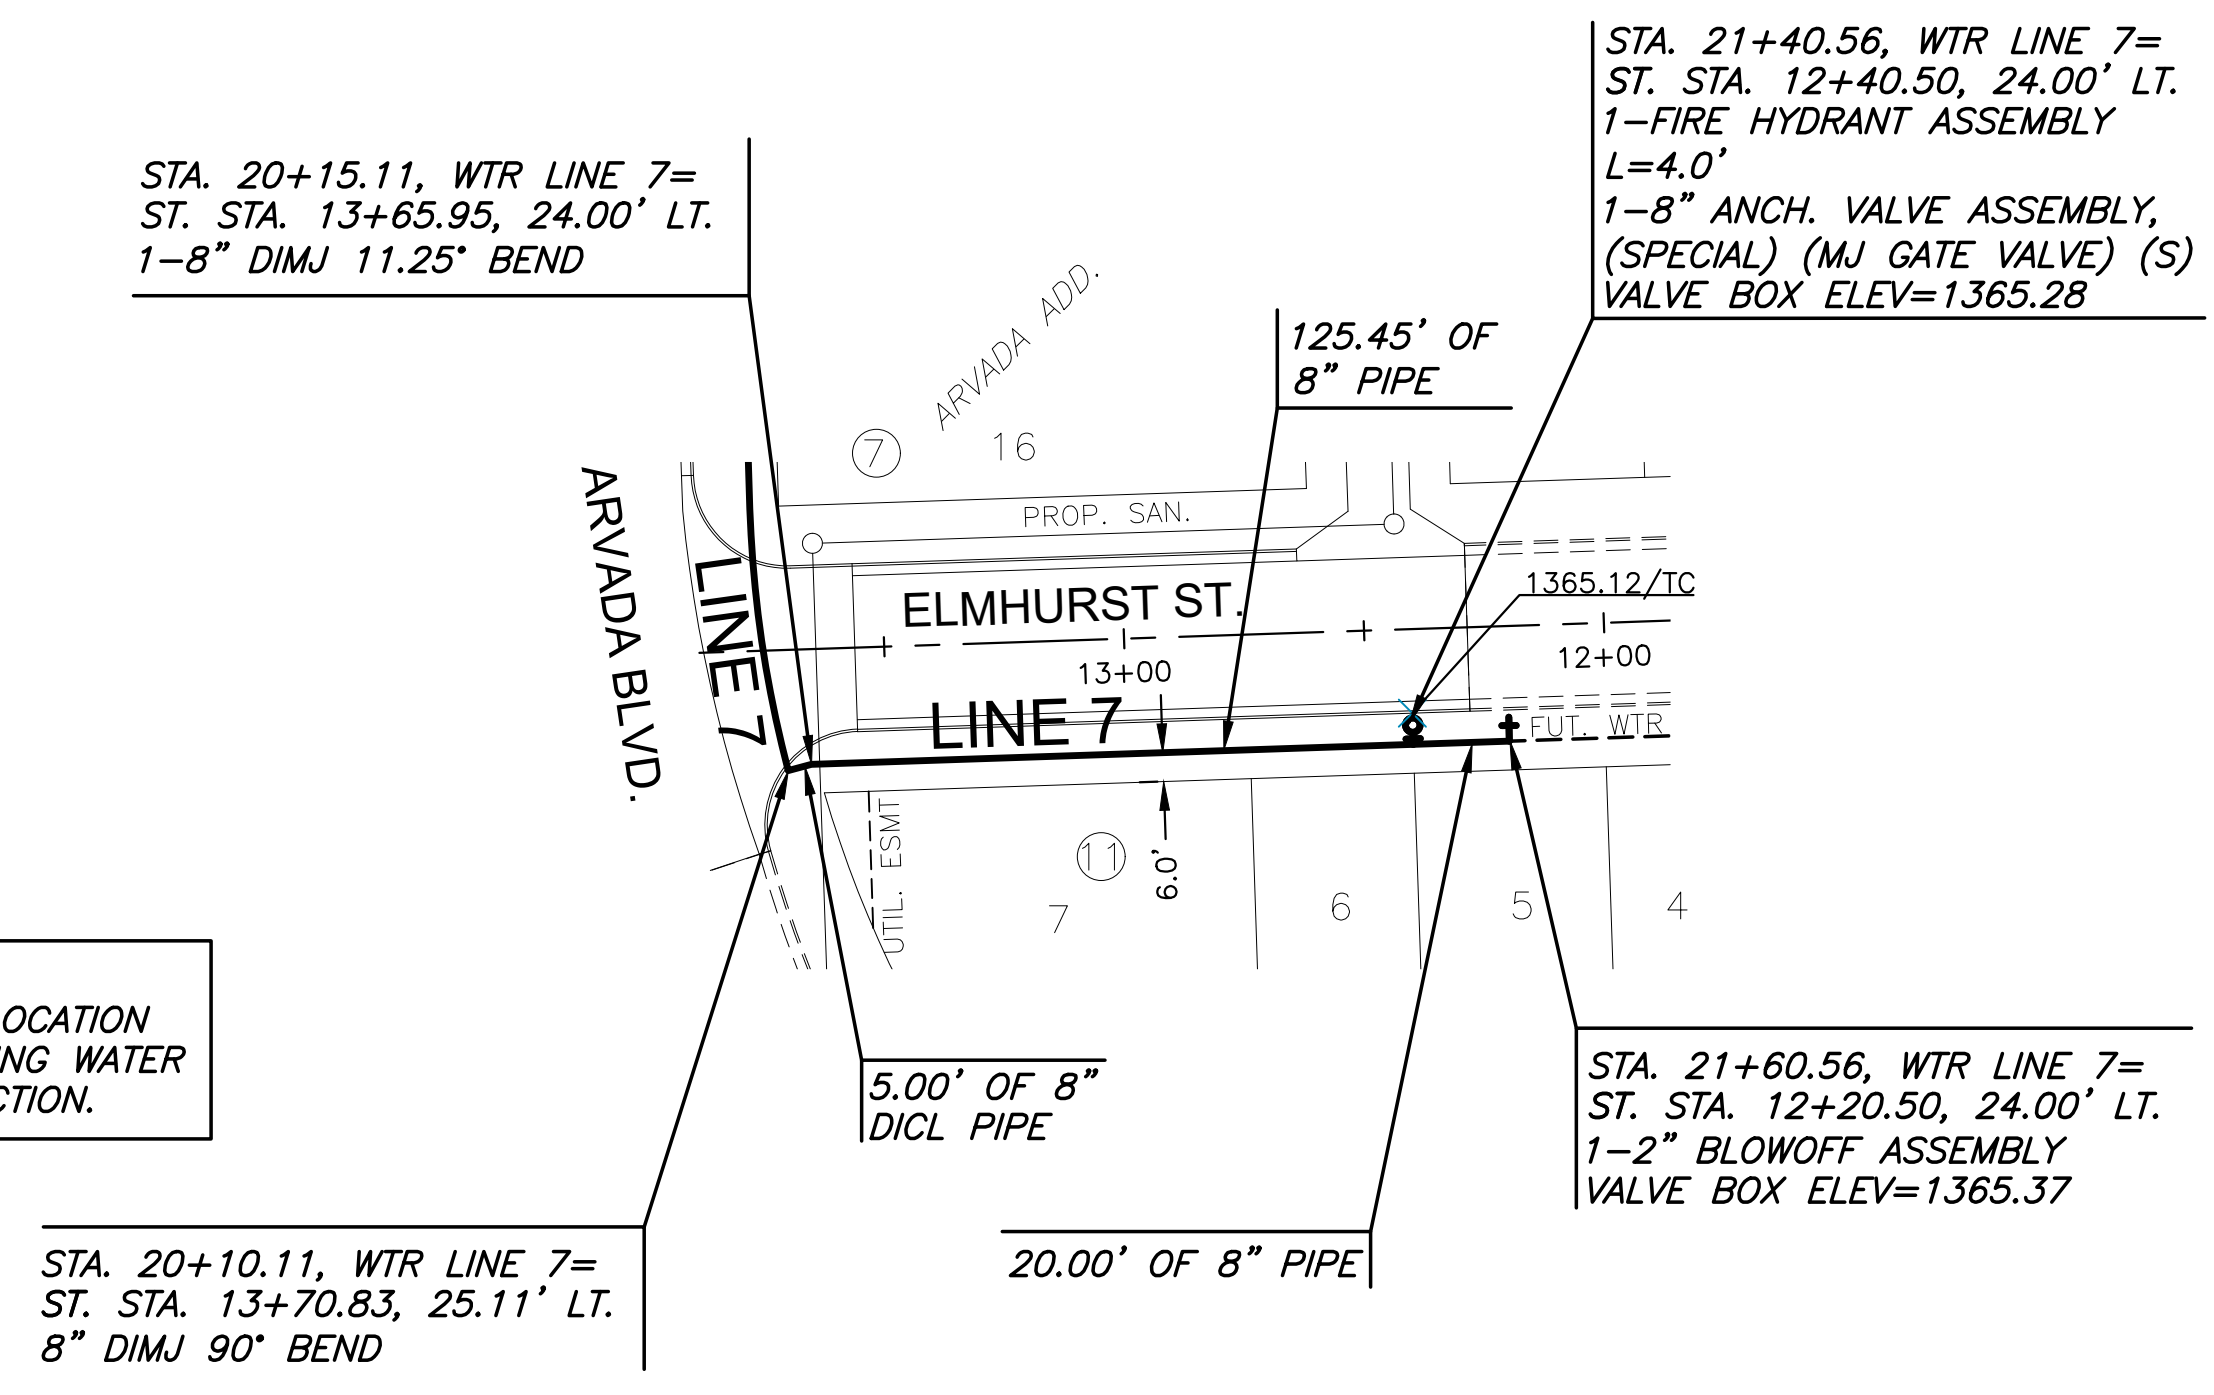 STA. 21+40.56, WTR LINE 7=
ST. STA. 12+40.50, 24.00' LT.
1-FIRE HYDRANT ASSEMBLY
L=4.0'
1-8" ANCH. VALVE ASSEMBLY,
(SPECIAL) (MJ GATE VALVE) (S)
VALVE BOX ELEV=1365.28
STA. 20+15.11, WTR LINE 7=
ST. STA. 13+65.95, 24.00' LT.
1-8" DIMJ 11.25° BEND
ARVADA ADD.
125.45' OF
8" PIPE
7
16
PROP. SAN.
ARVADA BLVD.
LINE 7
ELMHURST ST.
1365.12/TC
13+00
12+00
LINE 7
FUT. WTR
UTIL. ESMT
11
6.0'
7
6
5
4
OCATION
NG WATER
CTION.
5.00' OF 8"
DICL PIPE
STA. 21+60.56, WTR LINE 7=
ST. STA. 12+20.50, 24.00' LT.
1-2" BLOWOFF ASSEMBLY
VALVE BOX ELEV=1365.37
20.00' OF 8" PIPE
STA. 20+10.11, WTR LINE 7=
ST. STA. 13+70.83, 25.11' LT.
8" DIMJ 90° BEND